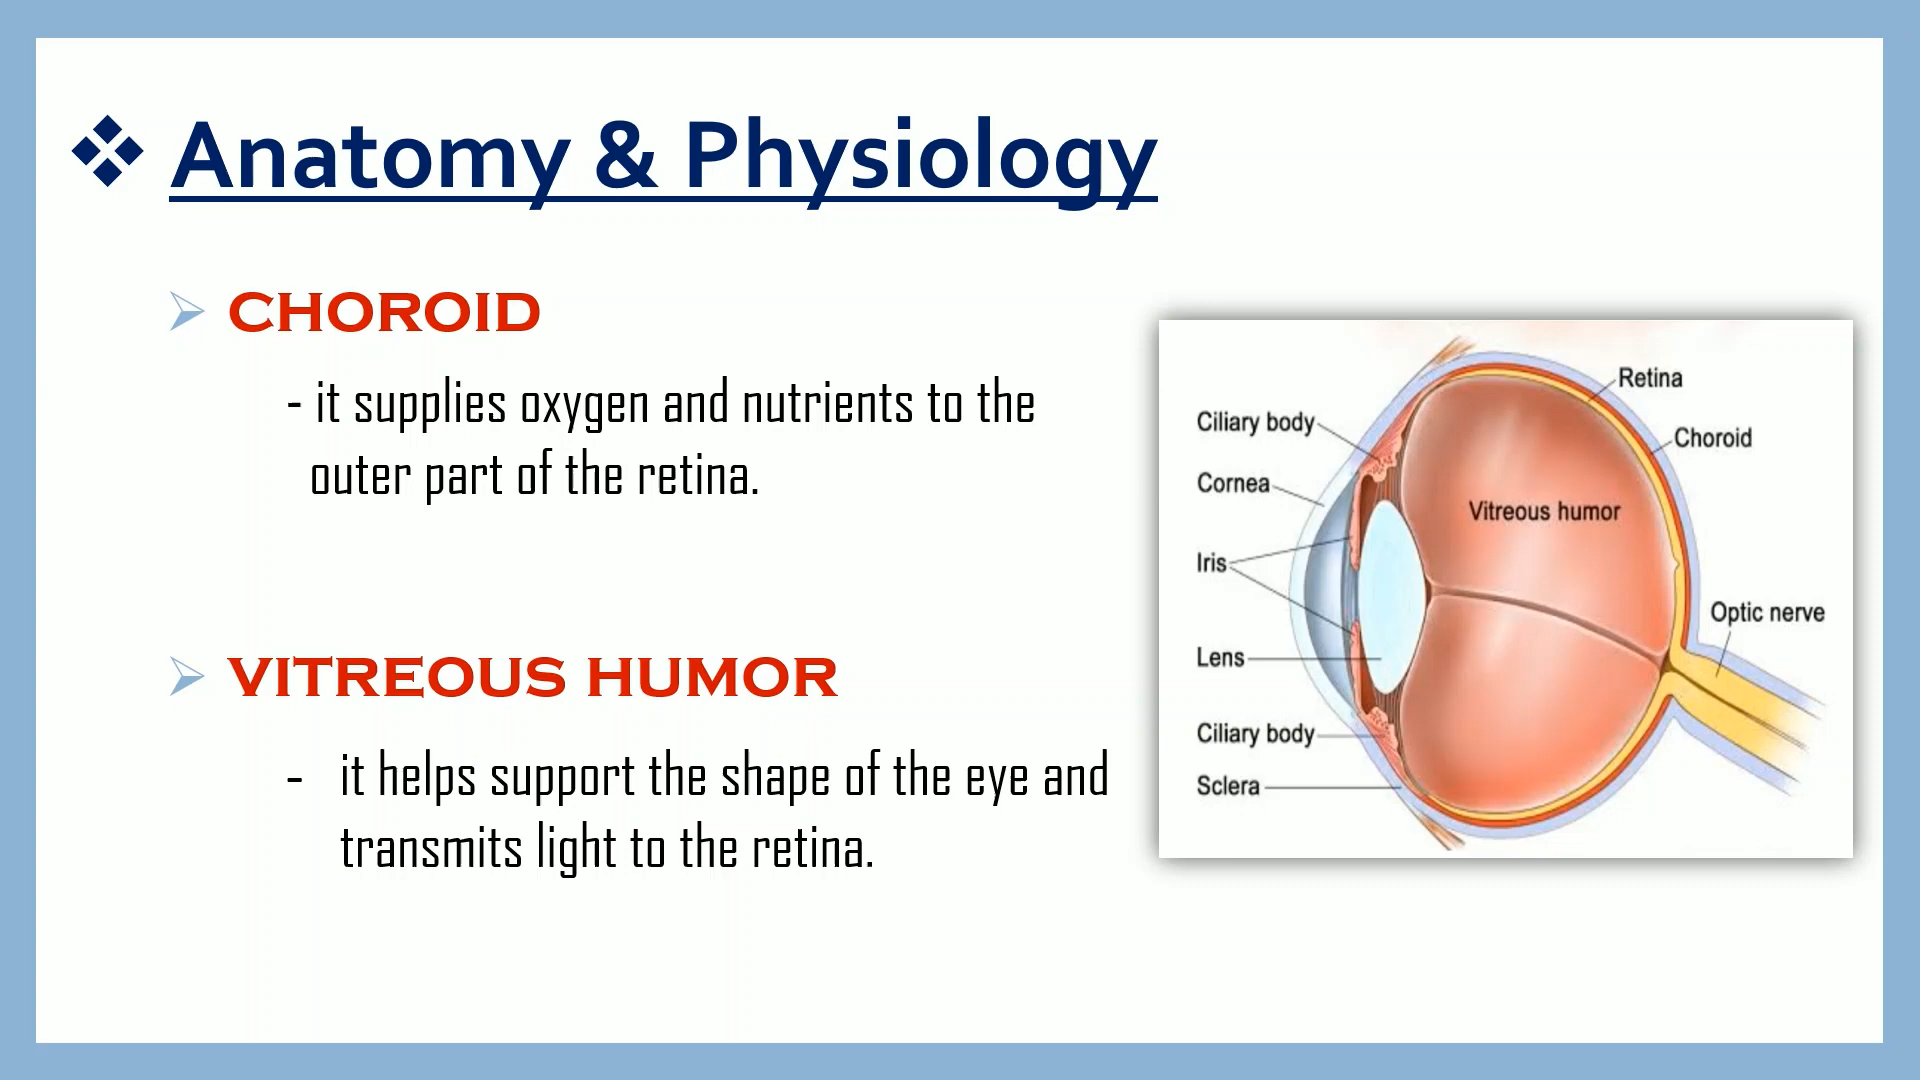 ❖ Anatomy & Physiology
➢ CHOROID
- it supplies oxygen and nutrients to the
outer part of the retina.
➢ VITREOUS HUMOR
- it helps support the shape of the eye and
transmits light to the retina.
Retina
Ciliary body
Choroid
Cornea
Vitreous humor
Iris
Optic nerve
Lens
Ciliary body
Sclera